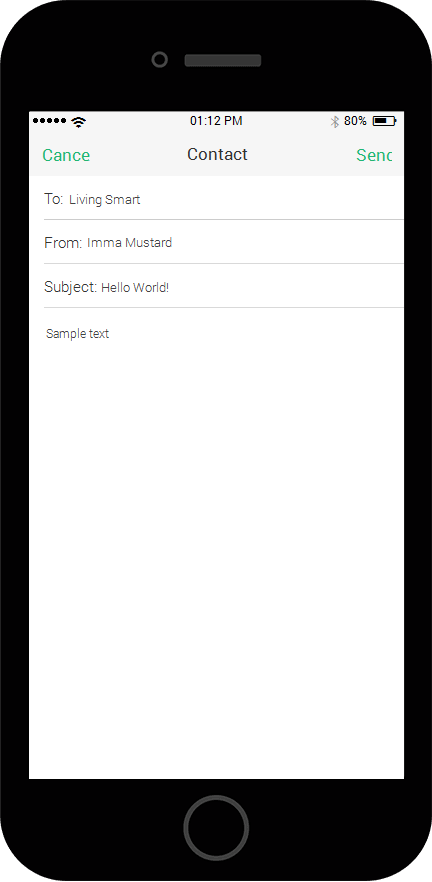 01:12 PM 80%
Cance Contact Send
To: Living Smart
From: Imma Mustard
Subject: Hello World!
Sample text